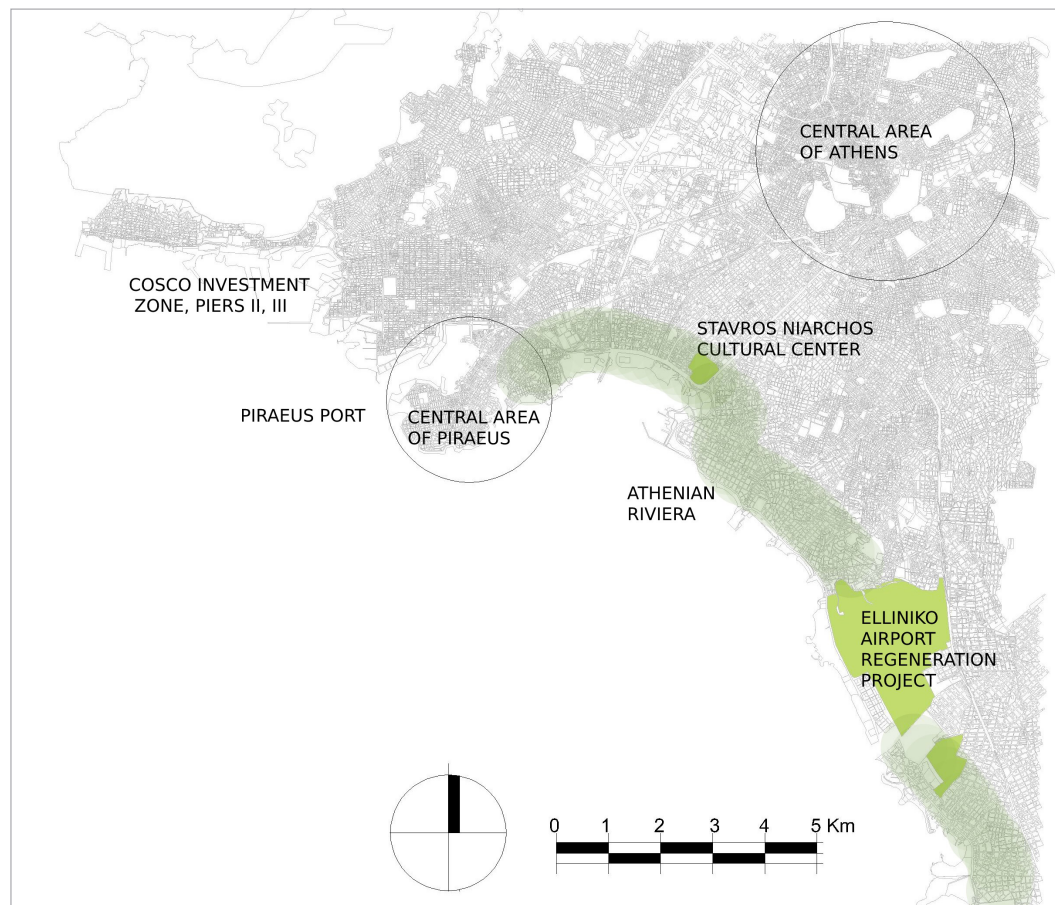 CENTRAL AREA
OF ATHENS
COSCO INVESTMENT
ZONE, PIERS II, III
STAVROS NIARCHOS
CULTURAL CENTER
PIRAEUS PORT
CENTRAL AREA
OF PIRAEUS
ATHENIAN
RIVIERA
ELLINIKO
AIRPORT
REGENERATION
PROJECT
0 1 2 3 4 5 Km